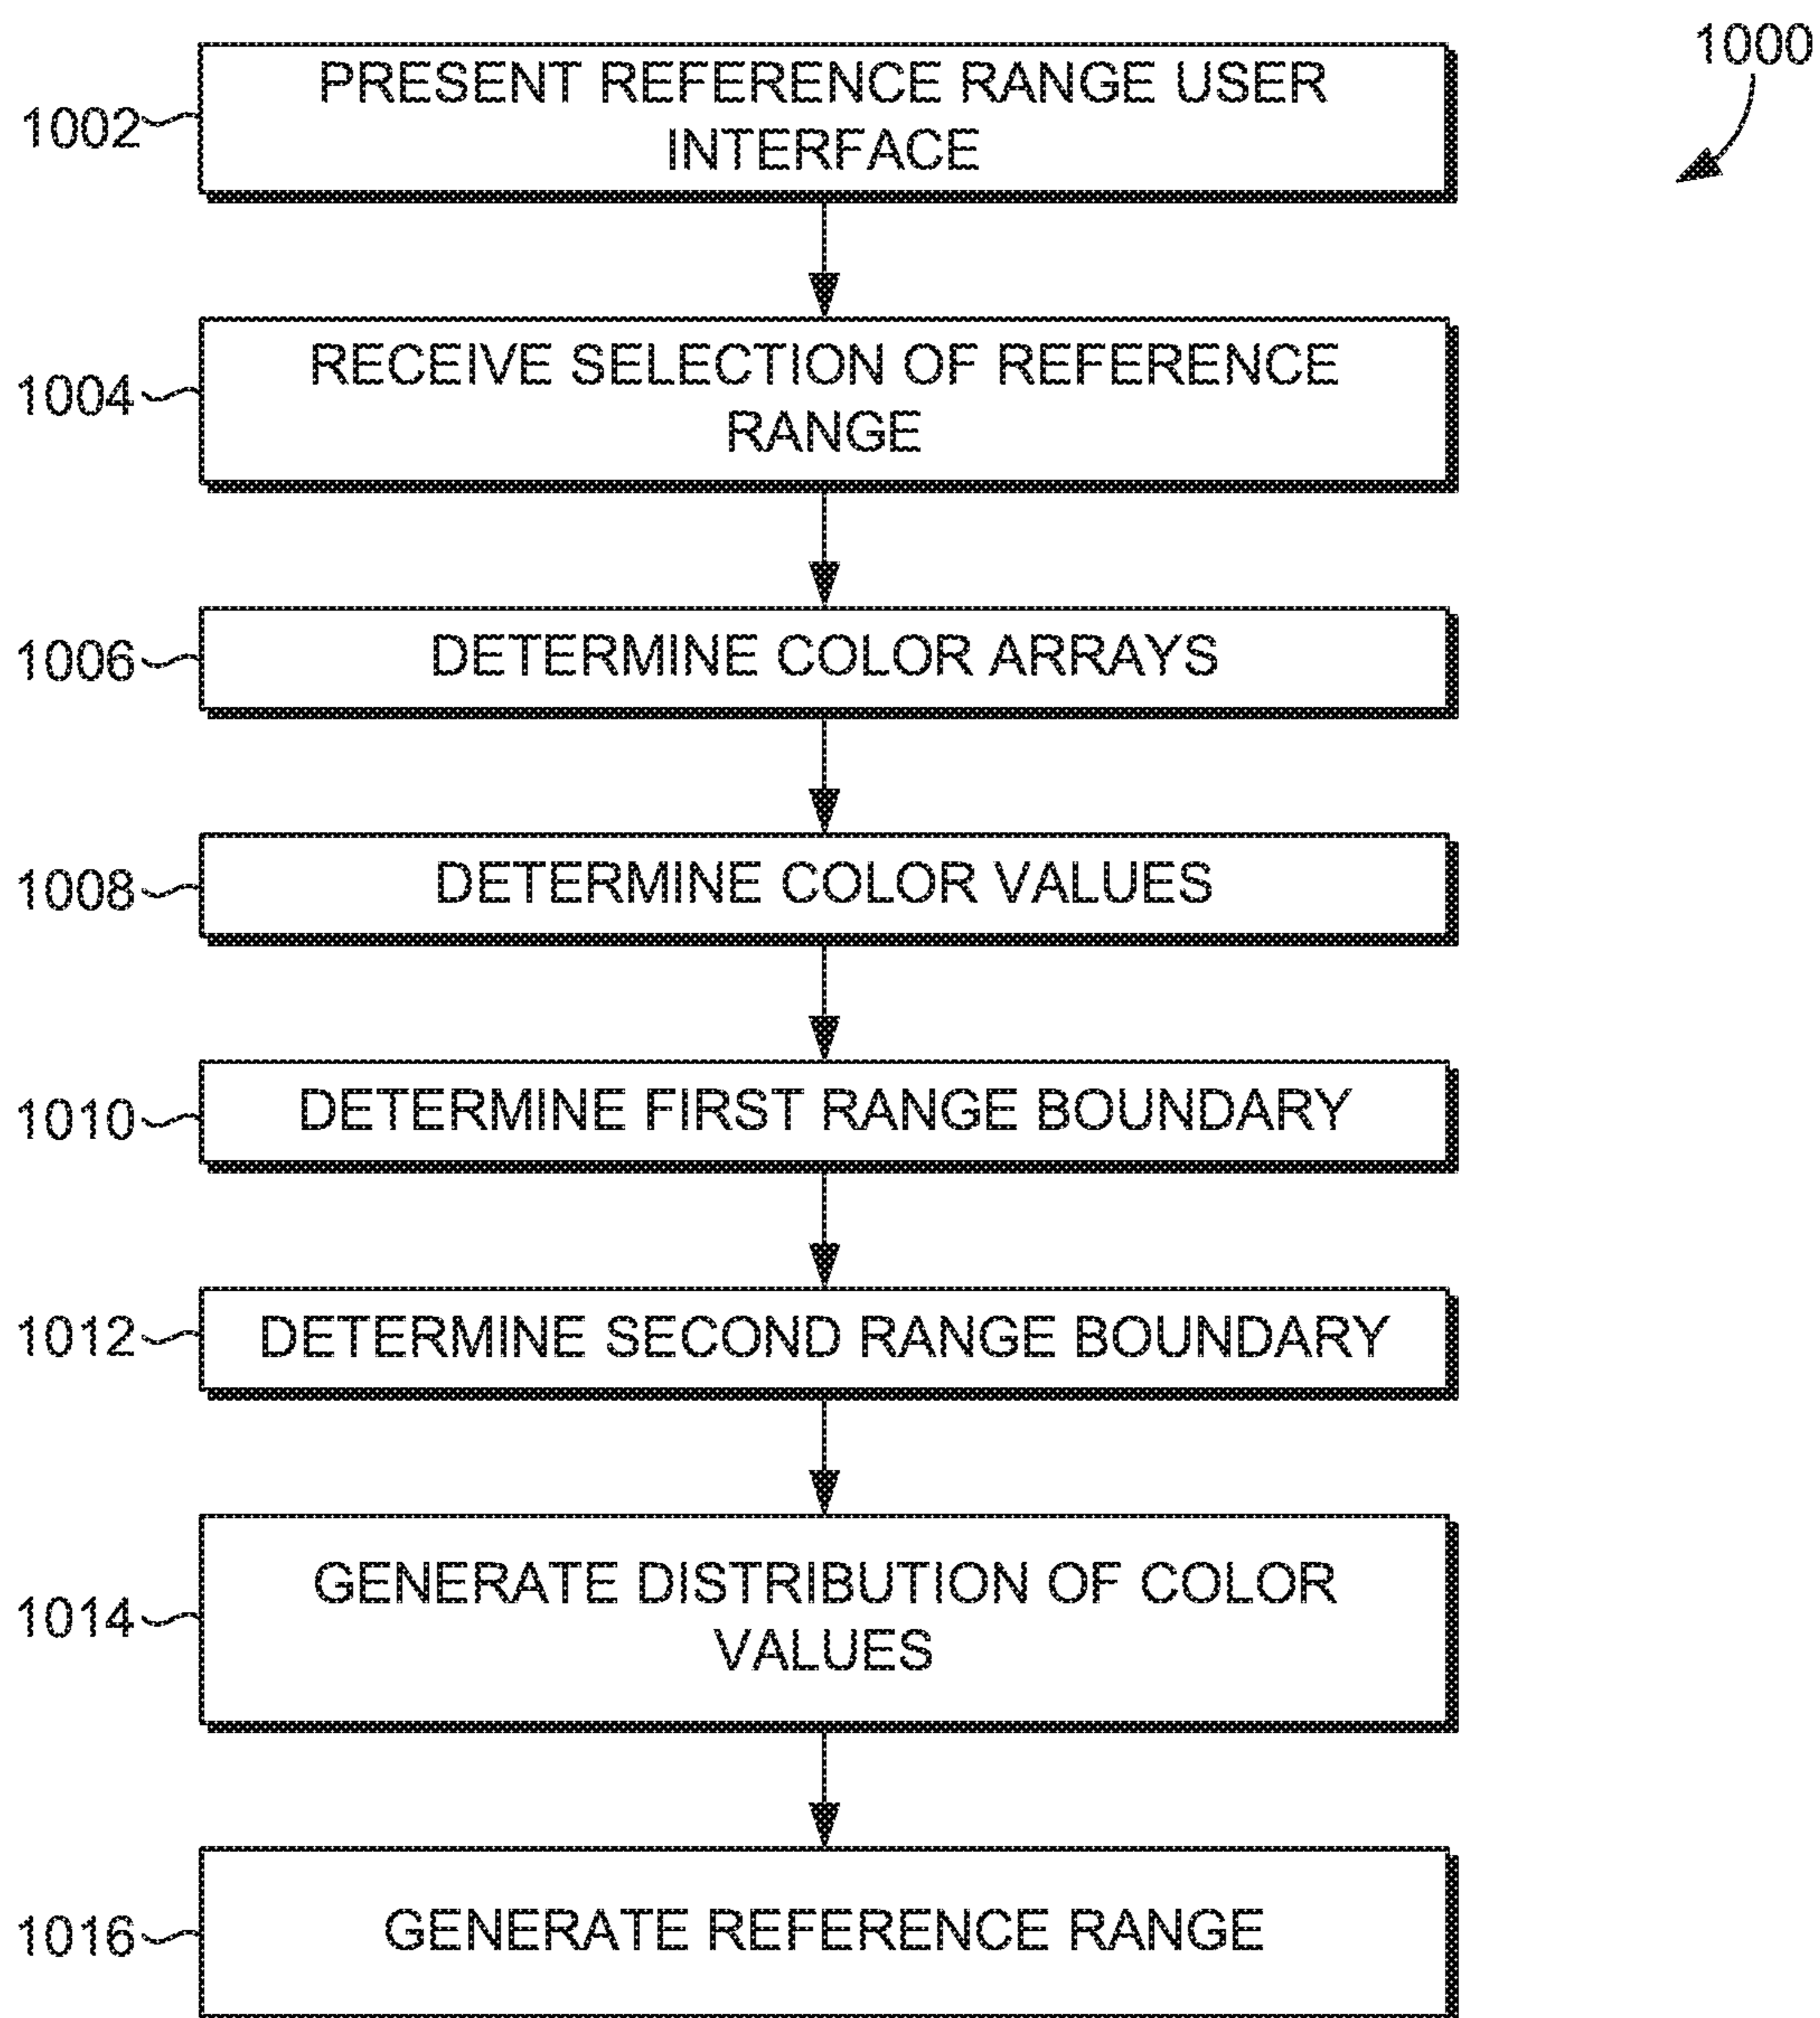 1000
1002
PRESENT REFERENCE RANGE USER
INTERFACE
1004
RECEIVE SELECTION OF REFERENCE
RANGE
1006
DETERMINE COLOR ARRAYS
1008
DETERMINE COLOR VALUES
1010
DETERMINE FIRST RANGE BOUNDARY
1012
DETERMINE SECOND RANGE BOUNDARY
1014
GENERATE DISTRIBUTION OF COLOR
VALUES
1016
GENERATE REFERENCE RANGE